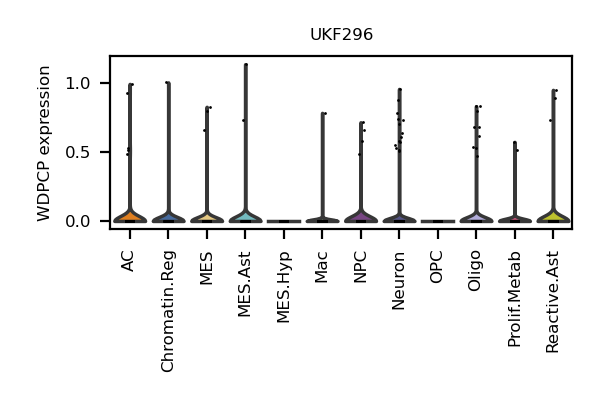 UKF296
WDPCP expression
1.0
0.5
0.0
AC
Chromatin.Reg
MES
MES.Ast
MES.Hyp
Mac
NPC
Neuron
OPC
Oligo
Prolif.Metab
Reactive.Ast